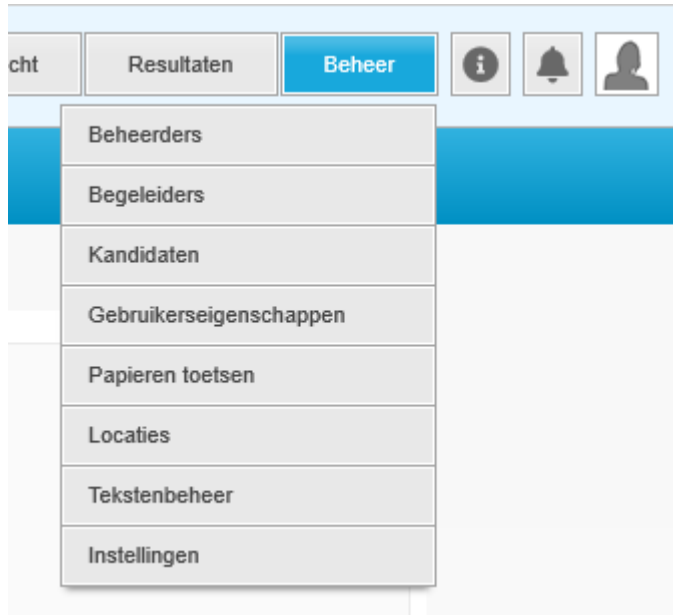 cht Resultaten Beheer
Beheerders
Begeleiders
Kandidaten
Gebruikerseigenschappen
Papieren toetsen
Locaties
Tekstenbeheer
Instellingen